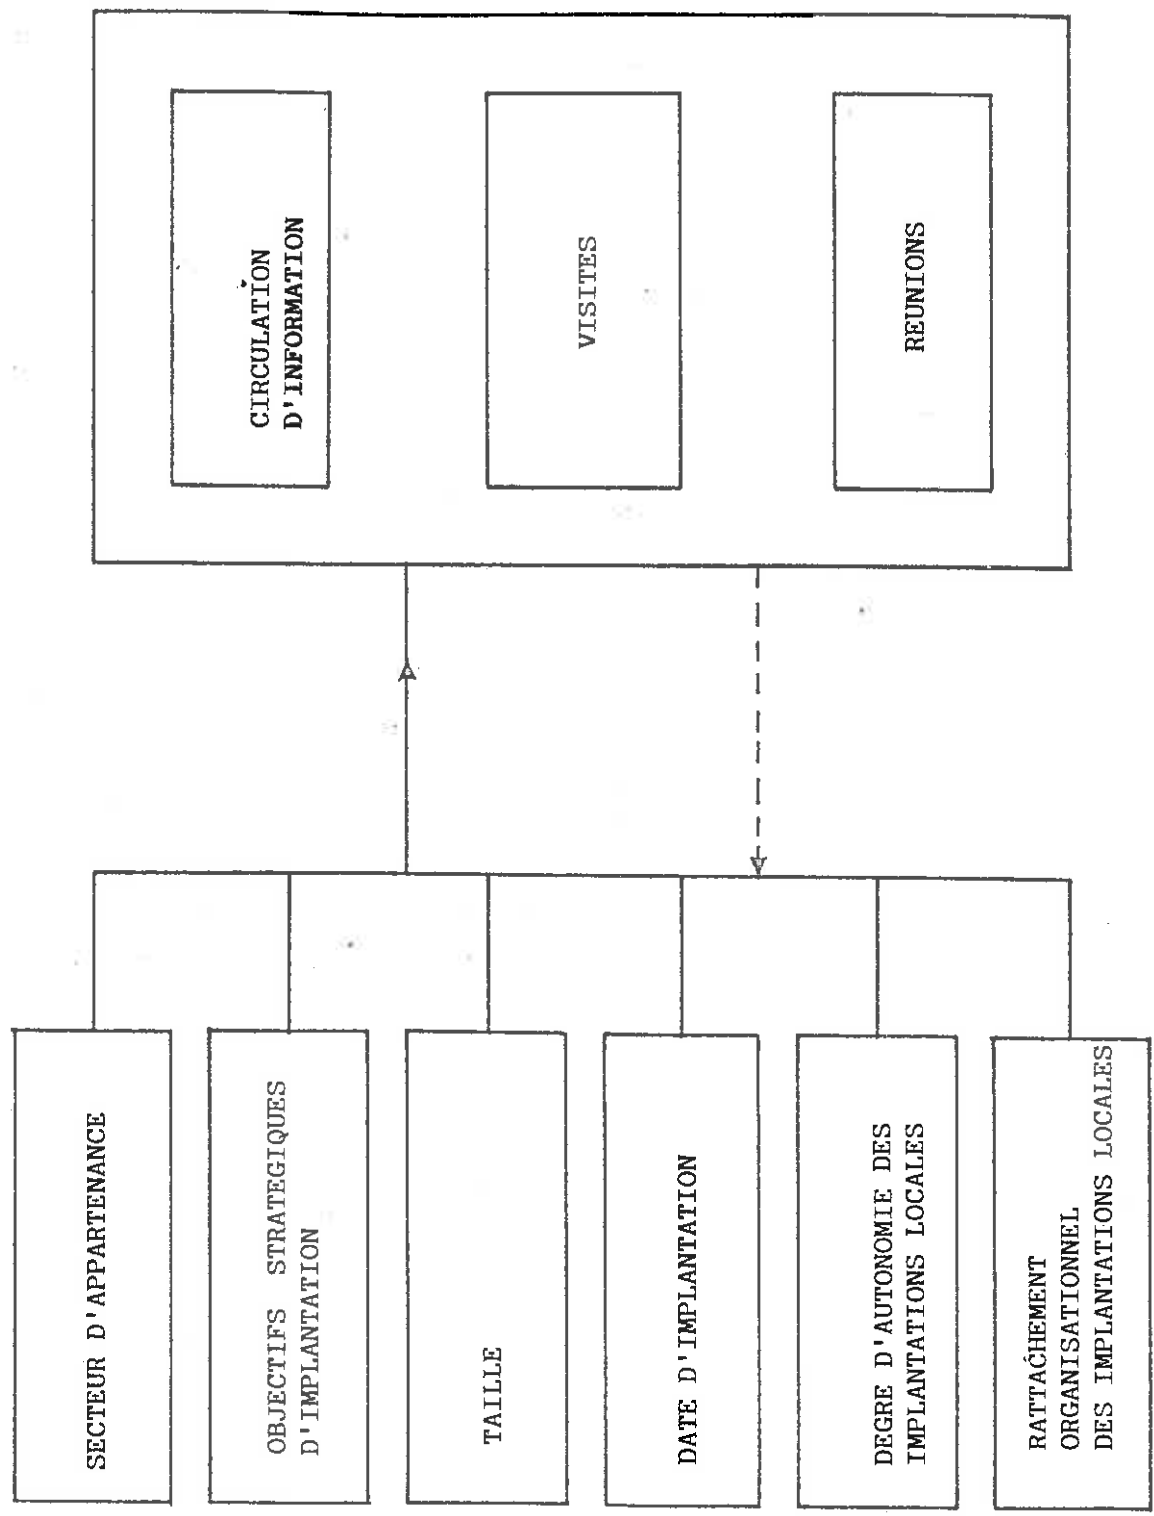 SECTEUR D'APPARTENANCE
OBJECTIFS STRATEGIQUES
D'IMPLANTATION
TAILLE
DATE D'IMPLANTATION
DEGRE D'AUTONOMIE DES
IMPLANTATIONS LOCALES
RATTACHEMENT
ORGANISATIONNEL
DES IMPLANTATIONS LOCALES
CIRCULATION
D'INFORMATION
VISITES
REUNIONS